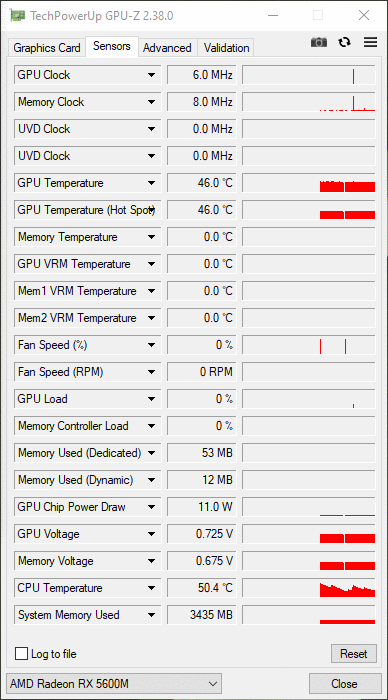 TechPowerUp GPU-Z 2.38.0
Graphics Card Sensors Advanced Validation
GPU Clock 6.0 MHz
Memory Clock 8.0 MHz
UVD Clock 0.0 MHz
UVD Clock 0.0 MHz
GPU Temperature 46.0 °C
GPU Temperature (Hot Spot) 46.0 °C
Memory Temperature 0.0 °C
GPU VRM Temperature 0.0 °C
Mem1 VRM Temperature 0.0 °C
Mem2 VRM Temperature 0.0 °C
Fan Speed (%) 0 %
Fan Speed (RPM) 0 RPM
GPU Load 0 %
Memory Controller Load 0 %
Memory Used (Dedicated) 53 MB
Memory Used (Dynamic) 12 MB
GPU Chip Power Draw 11.0 W
GPU Voltage 0.725 V
Memory Voltage 0.675 V
CPU Temperature 50.4 °C
System Memory Used 3435 MB
Log to file Reset
AMD Radeon RX 5600M Close